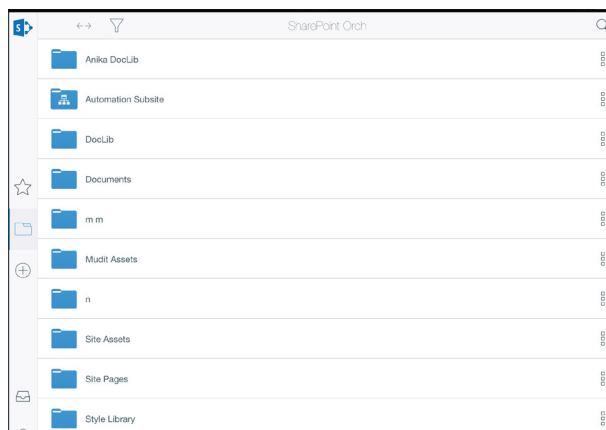 SharePoint Orch
Anika DocLib
Automation Subsite
DocLib
Documents
m m
Mudit Assets
n
Site Assets
Site Pages
Style Library